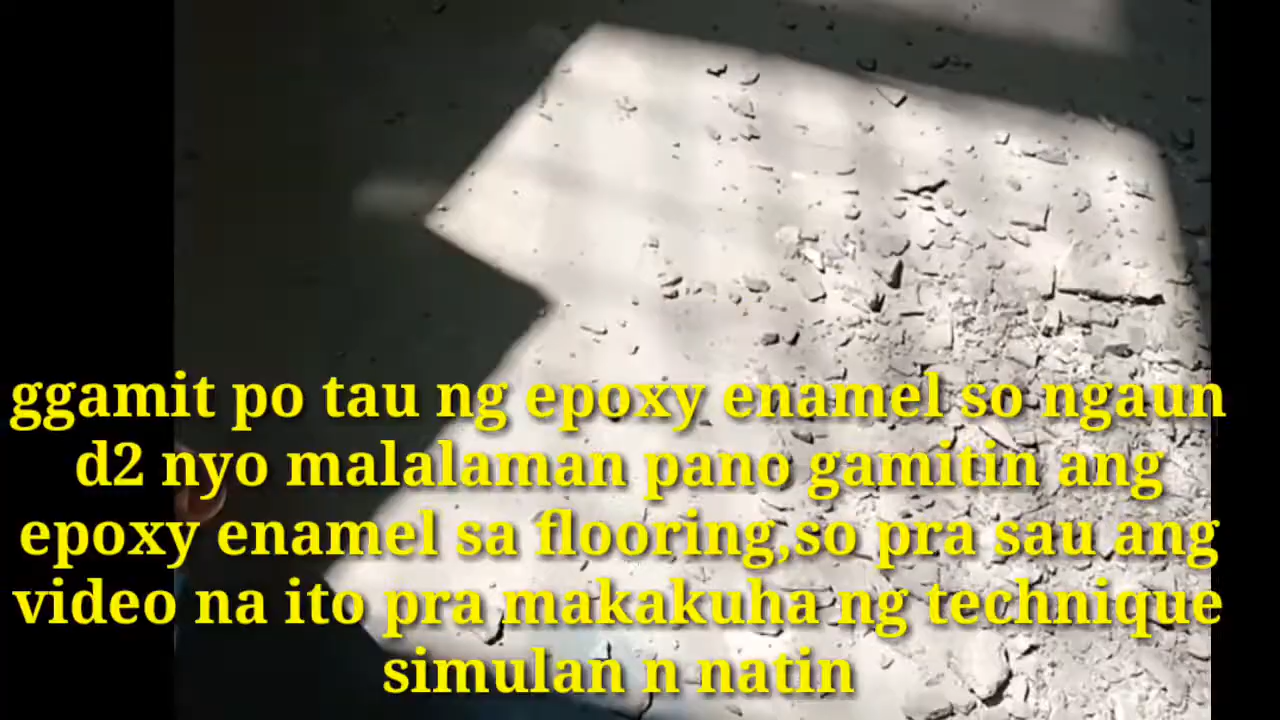 ggamit po tau ng epoxy enamel so ngaun
d2 nyo malalaman pano gamitin ang
epoxy enamel sa flooring,so pra sau ang
video na ito pra makakuha ng technique
simulan n natin